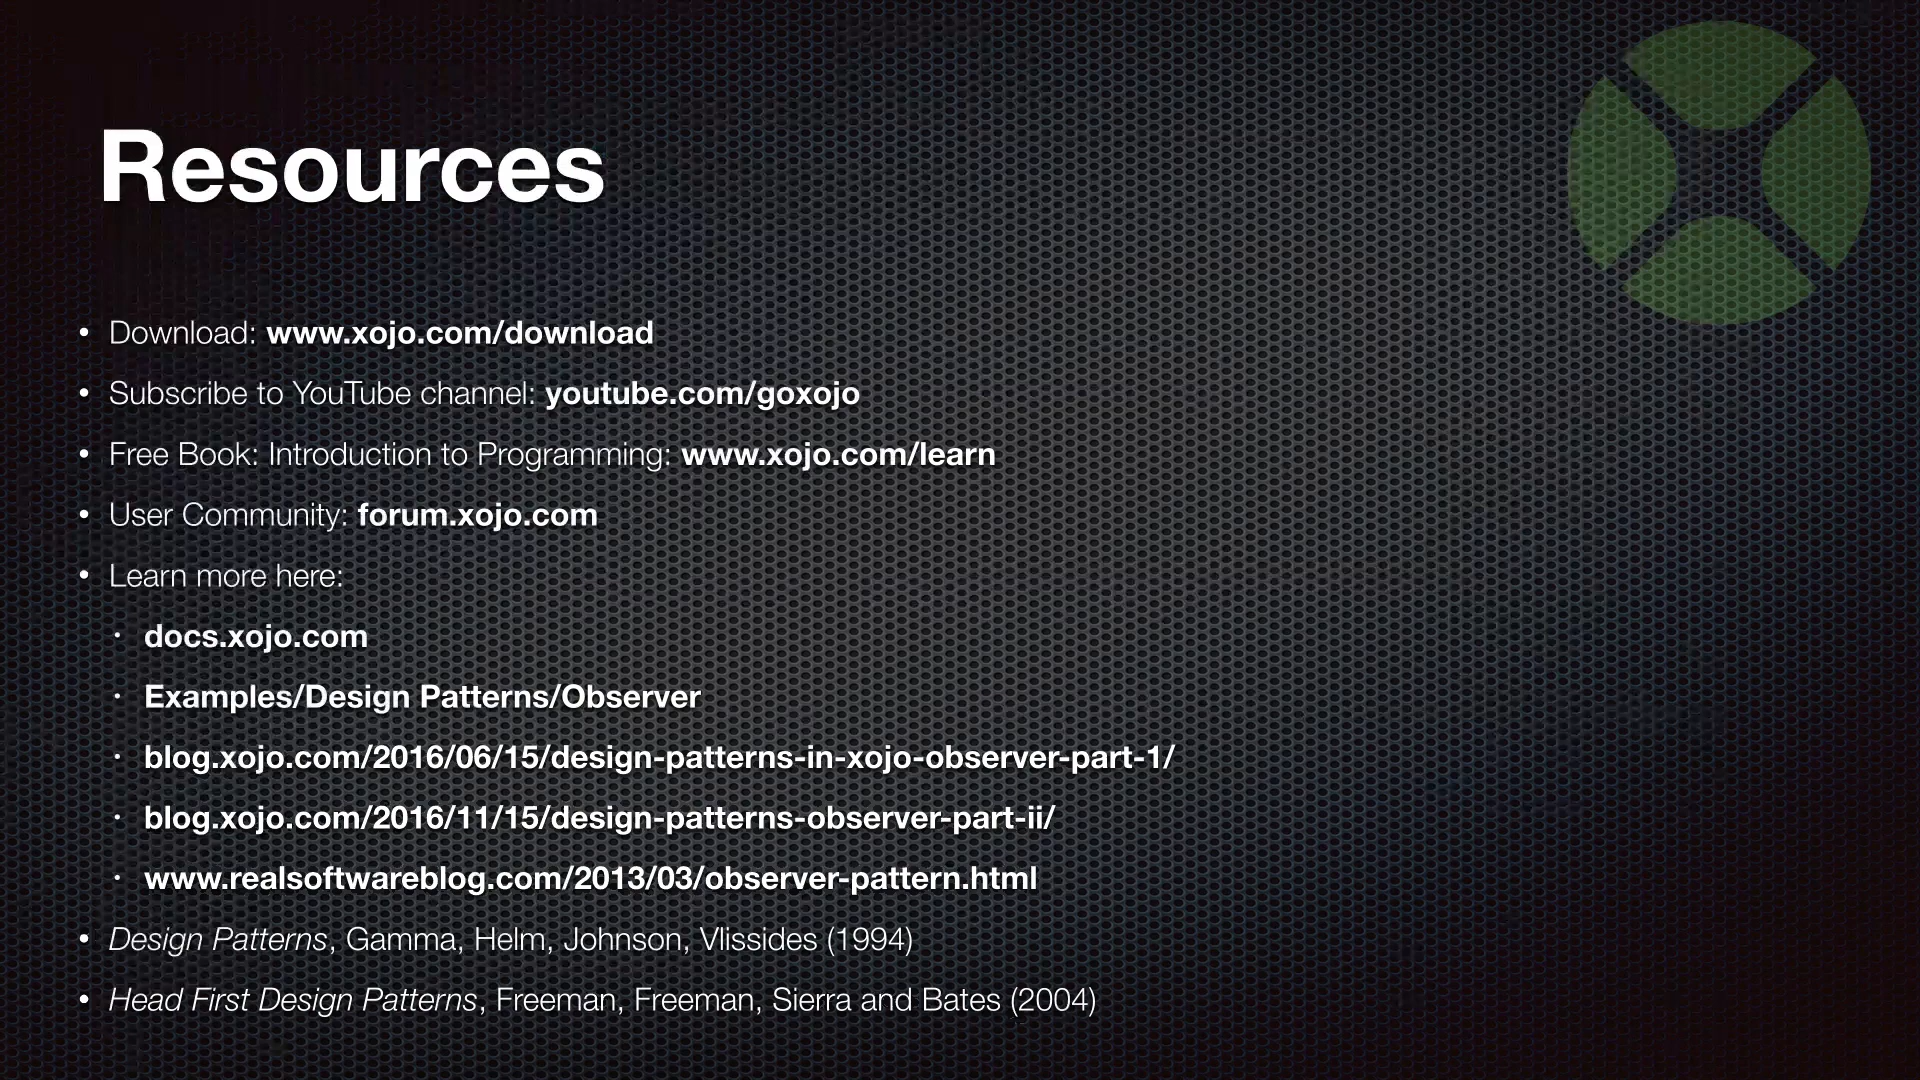 Resources
• Download: www.xojo.com/download
• Subscribe to YouTube channel: youtube.com/goxojo
• Free Book: Introduction to Programming: www.xojo.com/learn
• User Community: forum.xojo.com
• Learn more here:
• docs.xojo.com
• Examples/Design Patterns/Observer
• blog.xojo.com/2016/06/15/design-patterns-in-xojo-observer-part-1/
• blog.xojo.com/2016/11/15/design-patterns-observer-part-ii/
• www.realsoftwareblog.com/2013/03/observer-pattern.html
• Design Patterns, Gamma, Helm, Johnson, Vlissides (1994)
• Head First Design Patterns, Freeman, Freeman, Sierra and Bates (2004)